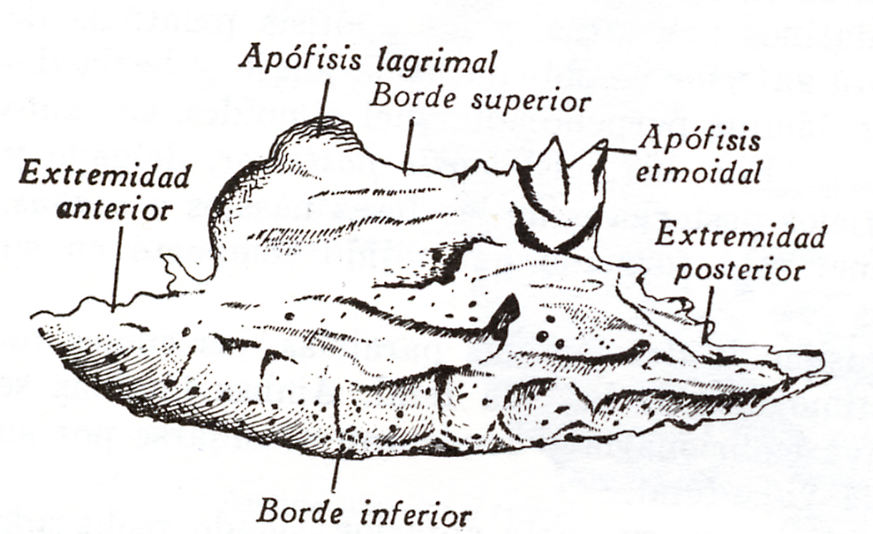 Apófisis lagrimal
Borde superior
Apófisis
etmoidal
Extremidad
anterior
Extremidad
posterior
Borde inferior